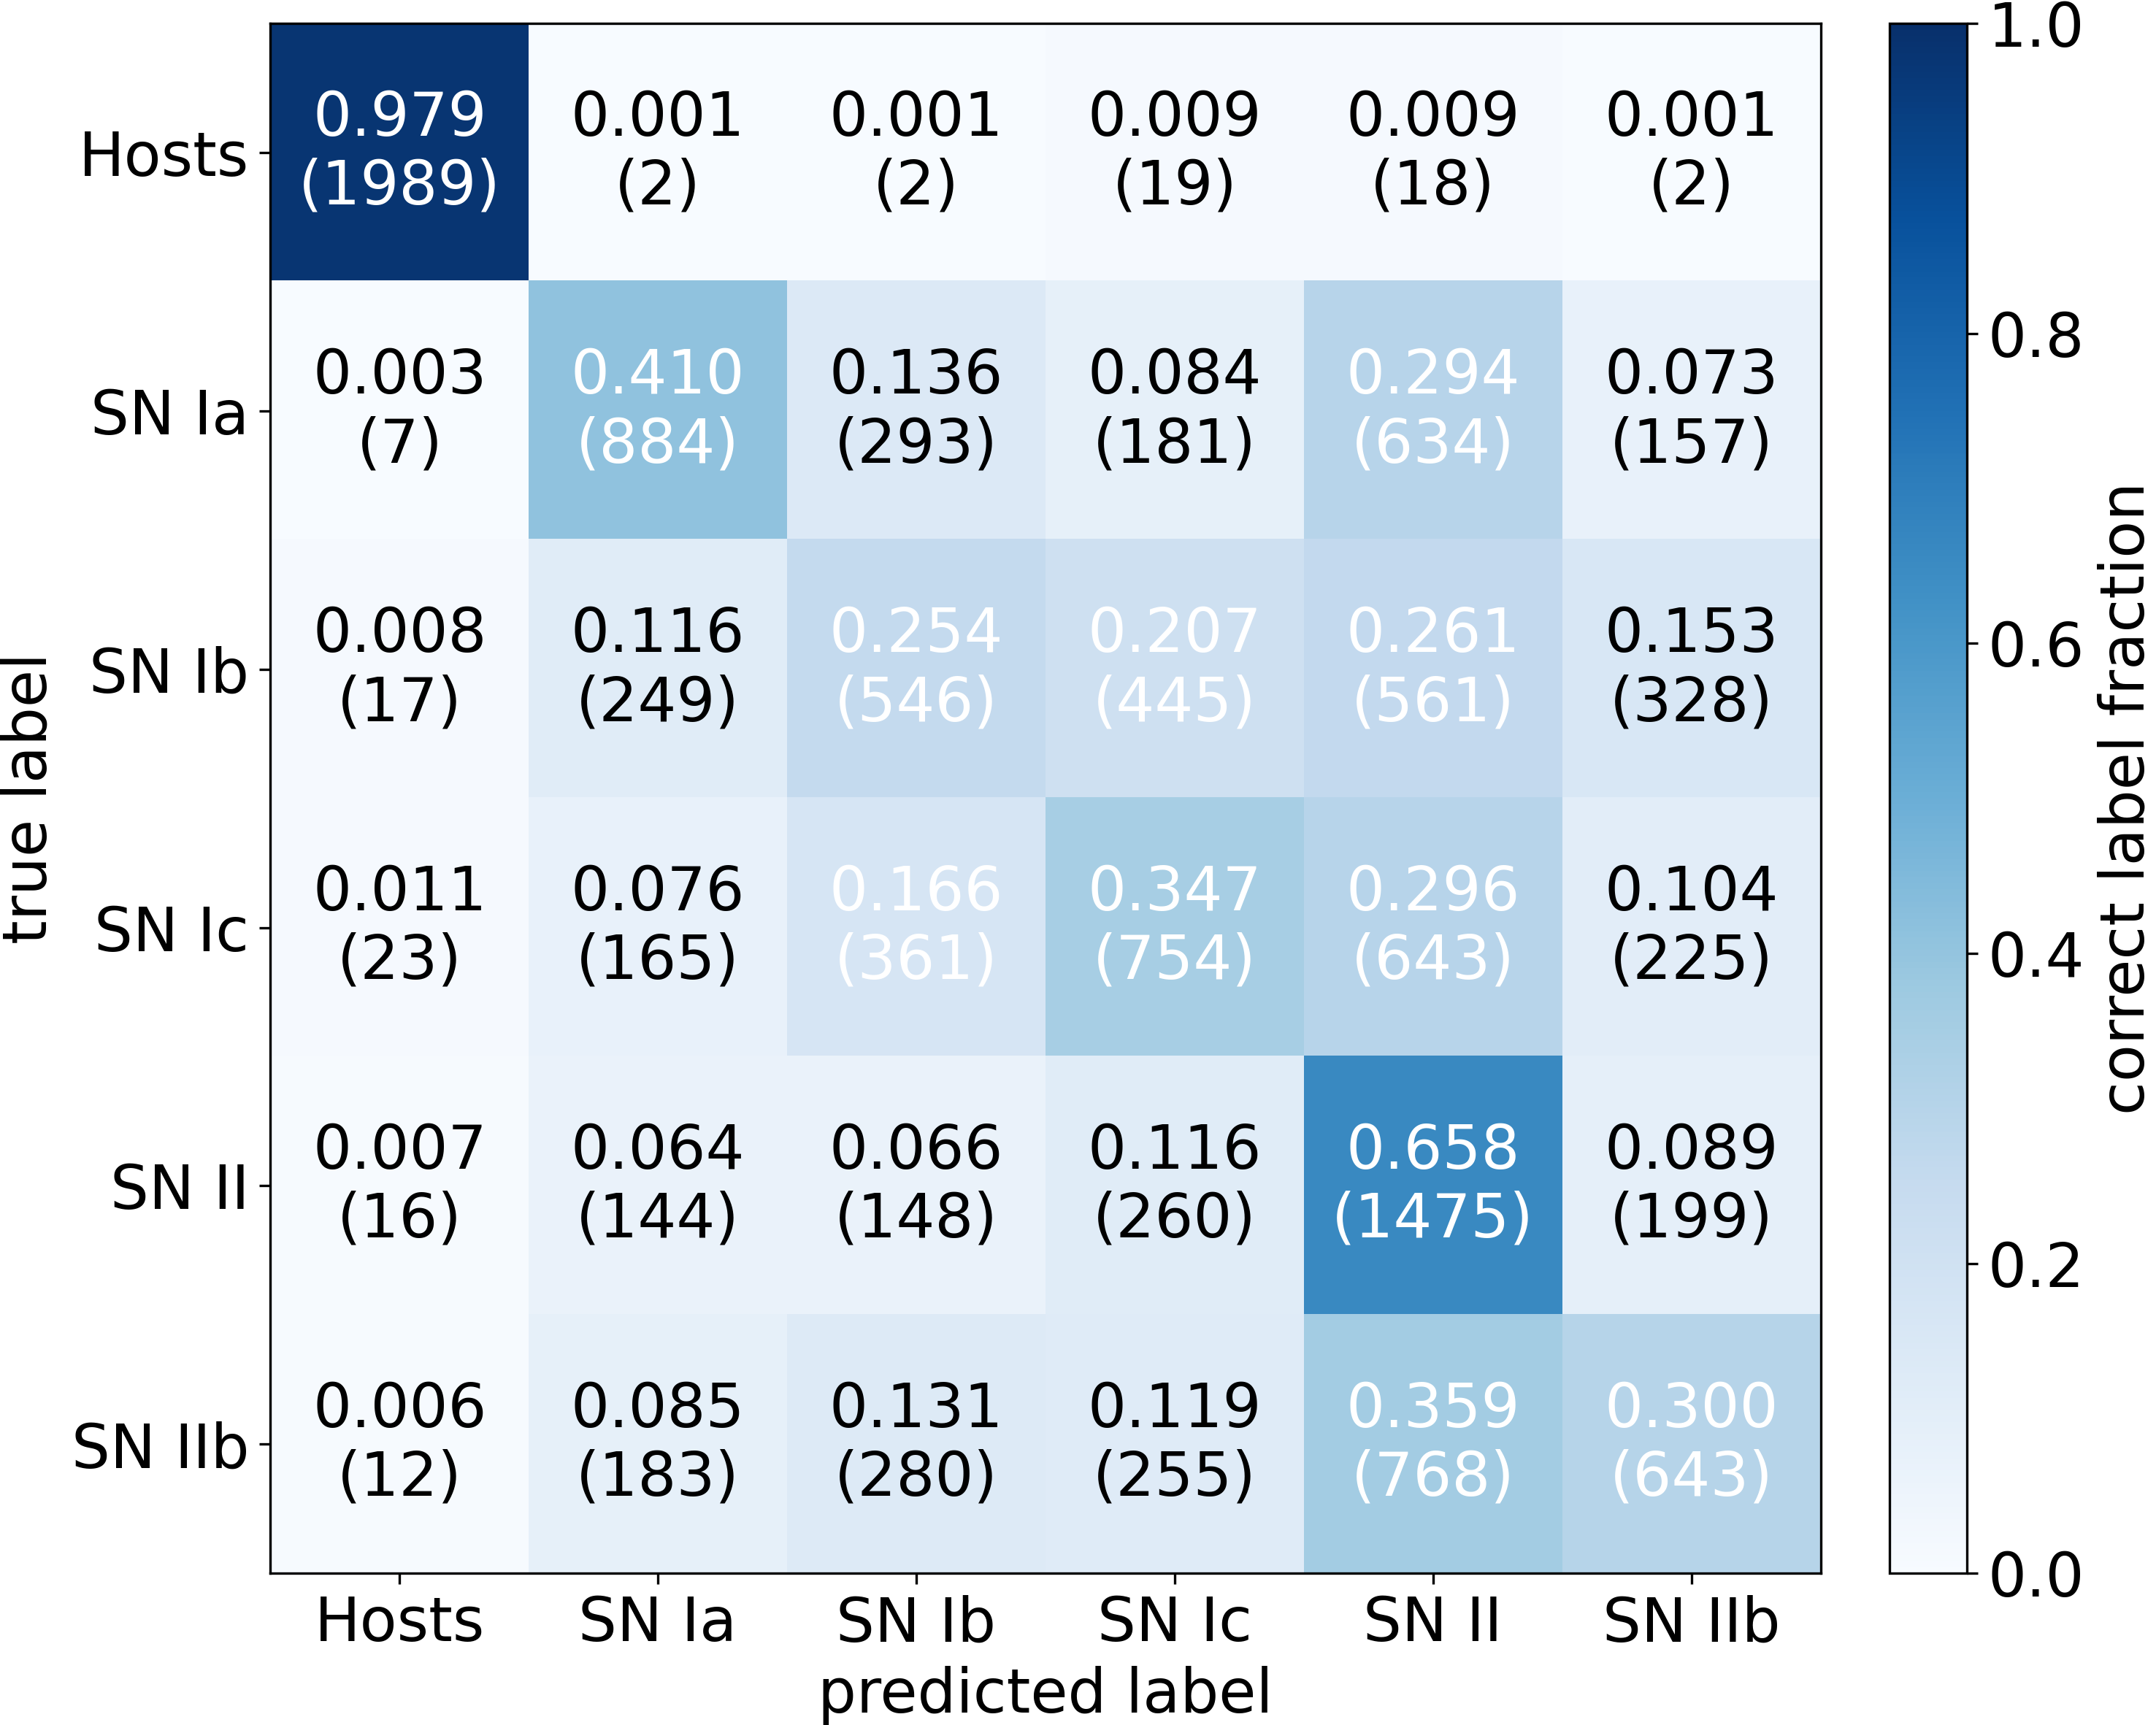 Hosts 0.979 0.001 0.001 0.009 0.009 0.001
(1989) (2) (2) (19) (18) (2)
SN Ia 0.003 0.410 0.136 0.084 0.294 0.073
(7) (884) (293) (181) (634) (157)
SN Ib 0.008 0.116 0.254 0.207 0.261 0.153
(17) (249) (546) (445) (561) (328)
SN Ic 0.011 0.076 0.166 0.347 0.296 0.104
(23) (165) (361) (754) (643) (225)
SN II 0.007 0.064 0.066 0.116 0.658 0.089
(16) (144) (148) (260) (1475) (199)
SN IIb 0.006 0.085 0.131 0.119 0.359 0.300
(12) (183) (280) (255) (768) (643)
Hosts SN Ia SN Ib SN Ic SN II SN IIb
predicted label
true label
1.0
0.8
0.6
0.4
0.2
0.0
correct label fraction